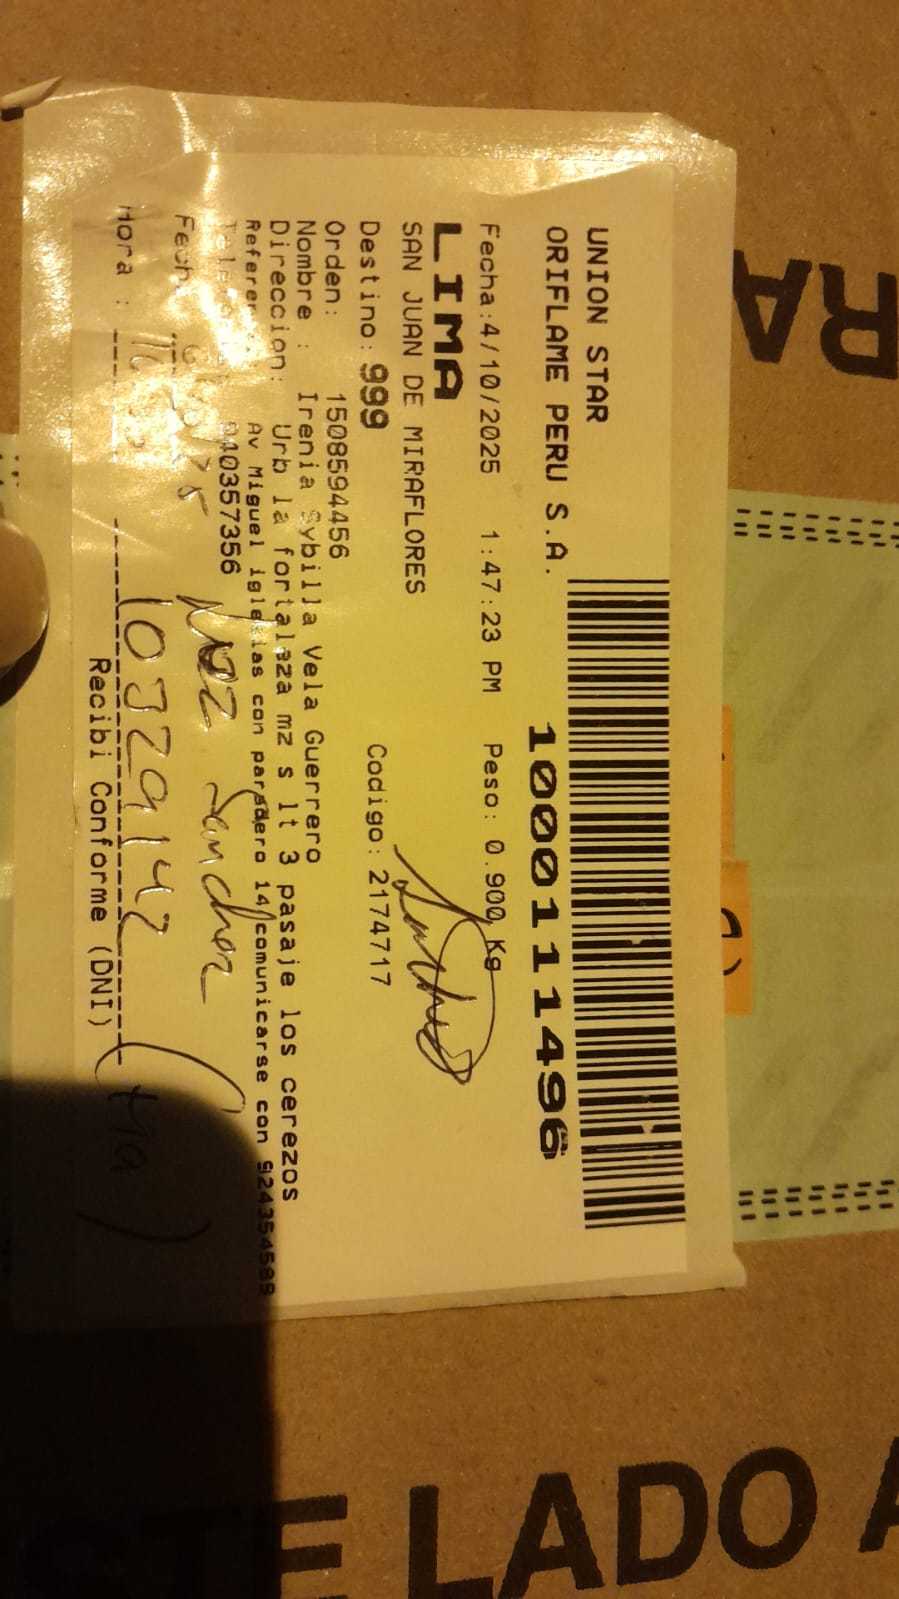 UNION STAR
ORIFLAME PERU S.A.
10001111496
Fecha:4/10/2025 1:47:23 PM Peso: 0.900 Kg
LIMA
SAN JUAN DE MIRAFLORES
Destino: 999 Codigo: 2174717
Orden: 1508594456
Nombre : Irenia Sybilla Vela Guerrero
Direccion: Urb la fortaleza mz s lt 3 pasaje los cerezos
Av Miguel iglesias con paradero 14 comunicarse con
940357356
Hora :
10329142
Recibi Conforme (DNI)
RA
LADO A